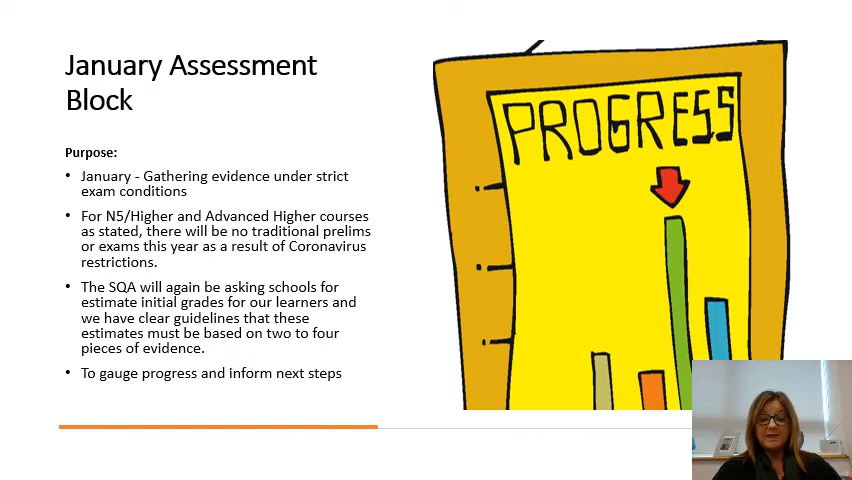 January Assessment
Block
Purpose:
• January - Gathering evidence under strict
exam conditions
• For N5/Higher and Advanced Higher courses
as stated, there will be no traditional prelims
or exams this year as a result of Coronavirus
restrictions.
• The SQA will again be asking schools for
estimate initial grades for our learners and
we have clear guidelines that these
estimates must be based on two to four
pieces of evidence.
• To gauge progress and inform next steps
PROGRESS